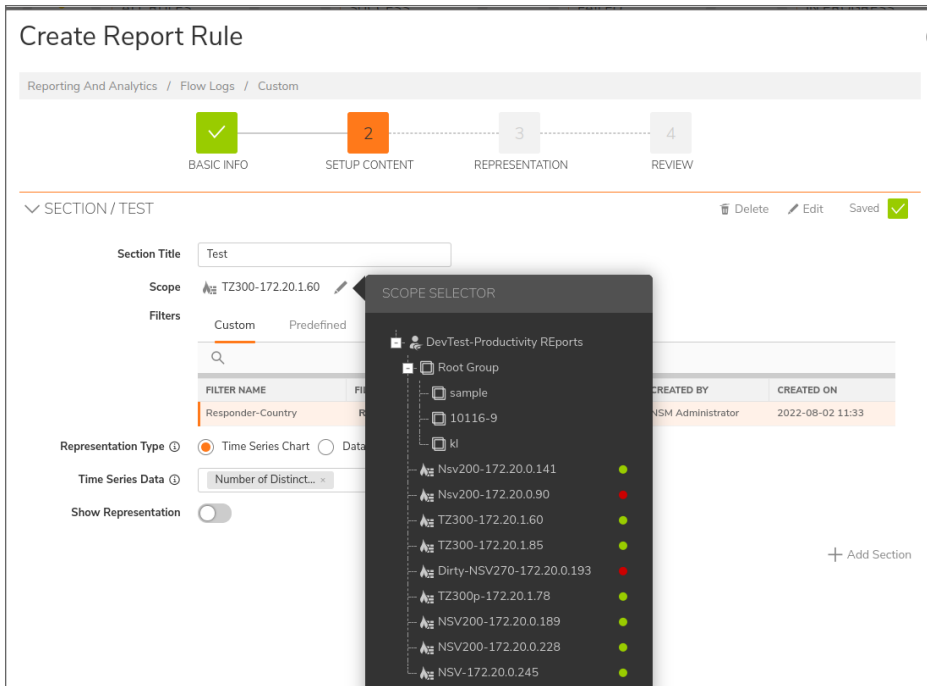 Create Report Rule
Reporting And Analytics / Flow Logs / Custom
2 3 4
BASIC INFO SETUP CONTENT REPRESENTATION REVIEW
SECTION / TEST Delete Edit Saved
Section Title Test
Scope TZ300-172.20.1.60 SCOPE SELECTOR
Filters Custom Predefined
DevTest-Productivity REports
Root Group
FILTER NAME CREATED BY CREATED ON
sample
Responder-Country NSM Administrator 2022-08-02 11:33
10116-9
Representation Type Time Series Chart Data
kl
Time Series Data Number of Distinct... ×
Nsv200-172.20.0.141
Nsv200-172.20.0.90
Show Representation
TZ300-172.20.1.60
TZ300-172.20.1.85
Add Section
Dirty-NSV270-172.20.0.193
TZ300p-172.20.1.78
NSV200-172.20.0.189
NSV200-172.20.0.228
NSV-172.20.0.245